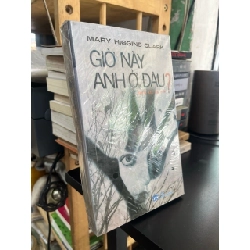 MARY HIGGINS CLARK
GIỜ NÀY
ANH Ở ĐÂU?